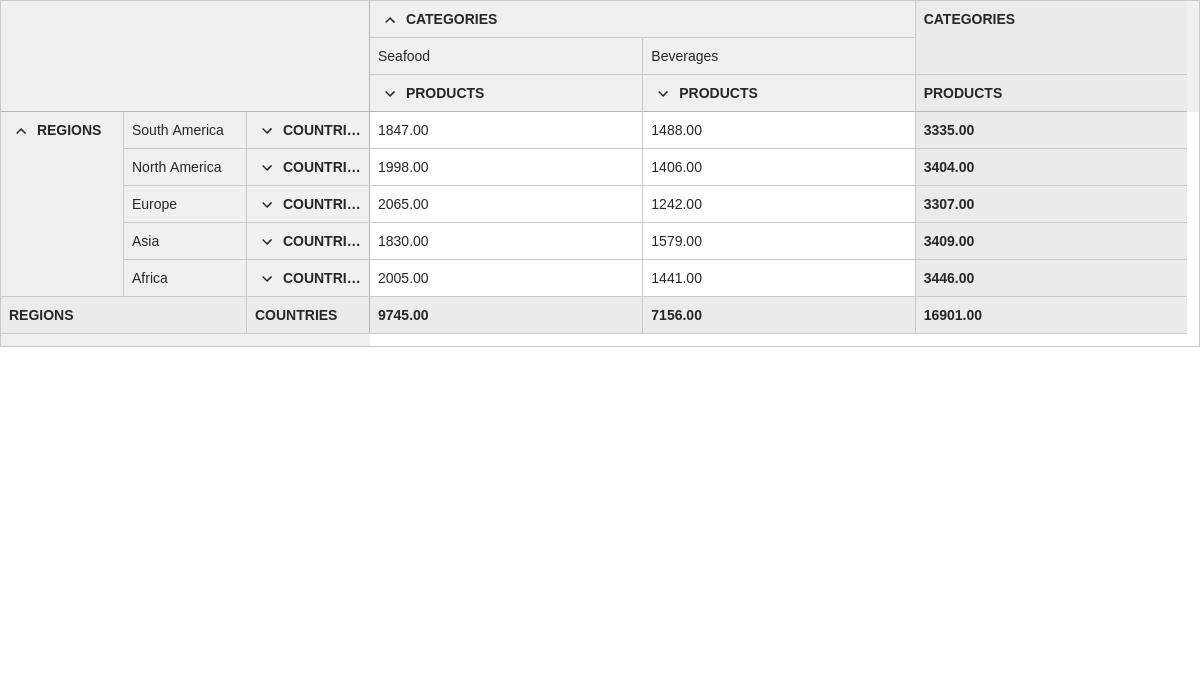 CATEGORIES CATEGORIES
Seafood Beverages
PRODUCTS PRODUCTS PRODUCTS
REGIONS South America COUNTRI... 1847.00 1488.00 3335.00
North America COUNTRI... 1998.00 1406.00 3404.00
Europe COUNTRI... 2065.00 1242.00 3307.00
Asia COUNTRI... 1830.00 1579.00 3409.00
Africa COUNTRI... 2005.00 1441.00 3446.00
REGIONS COUNTRIES 9745.00 7156.00 16901.00